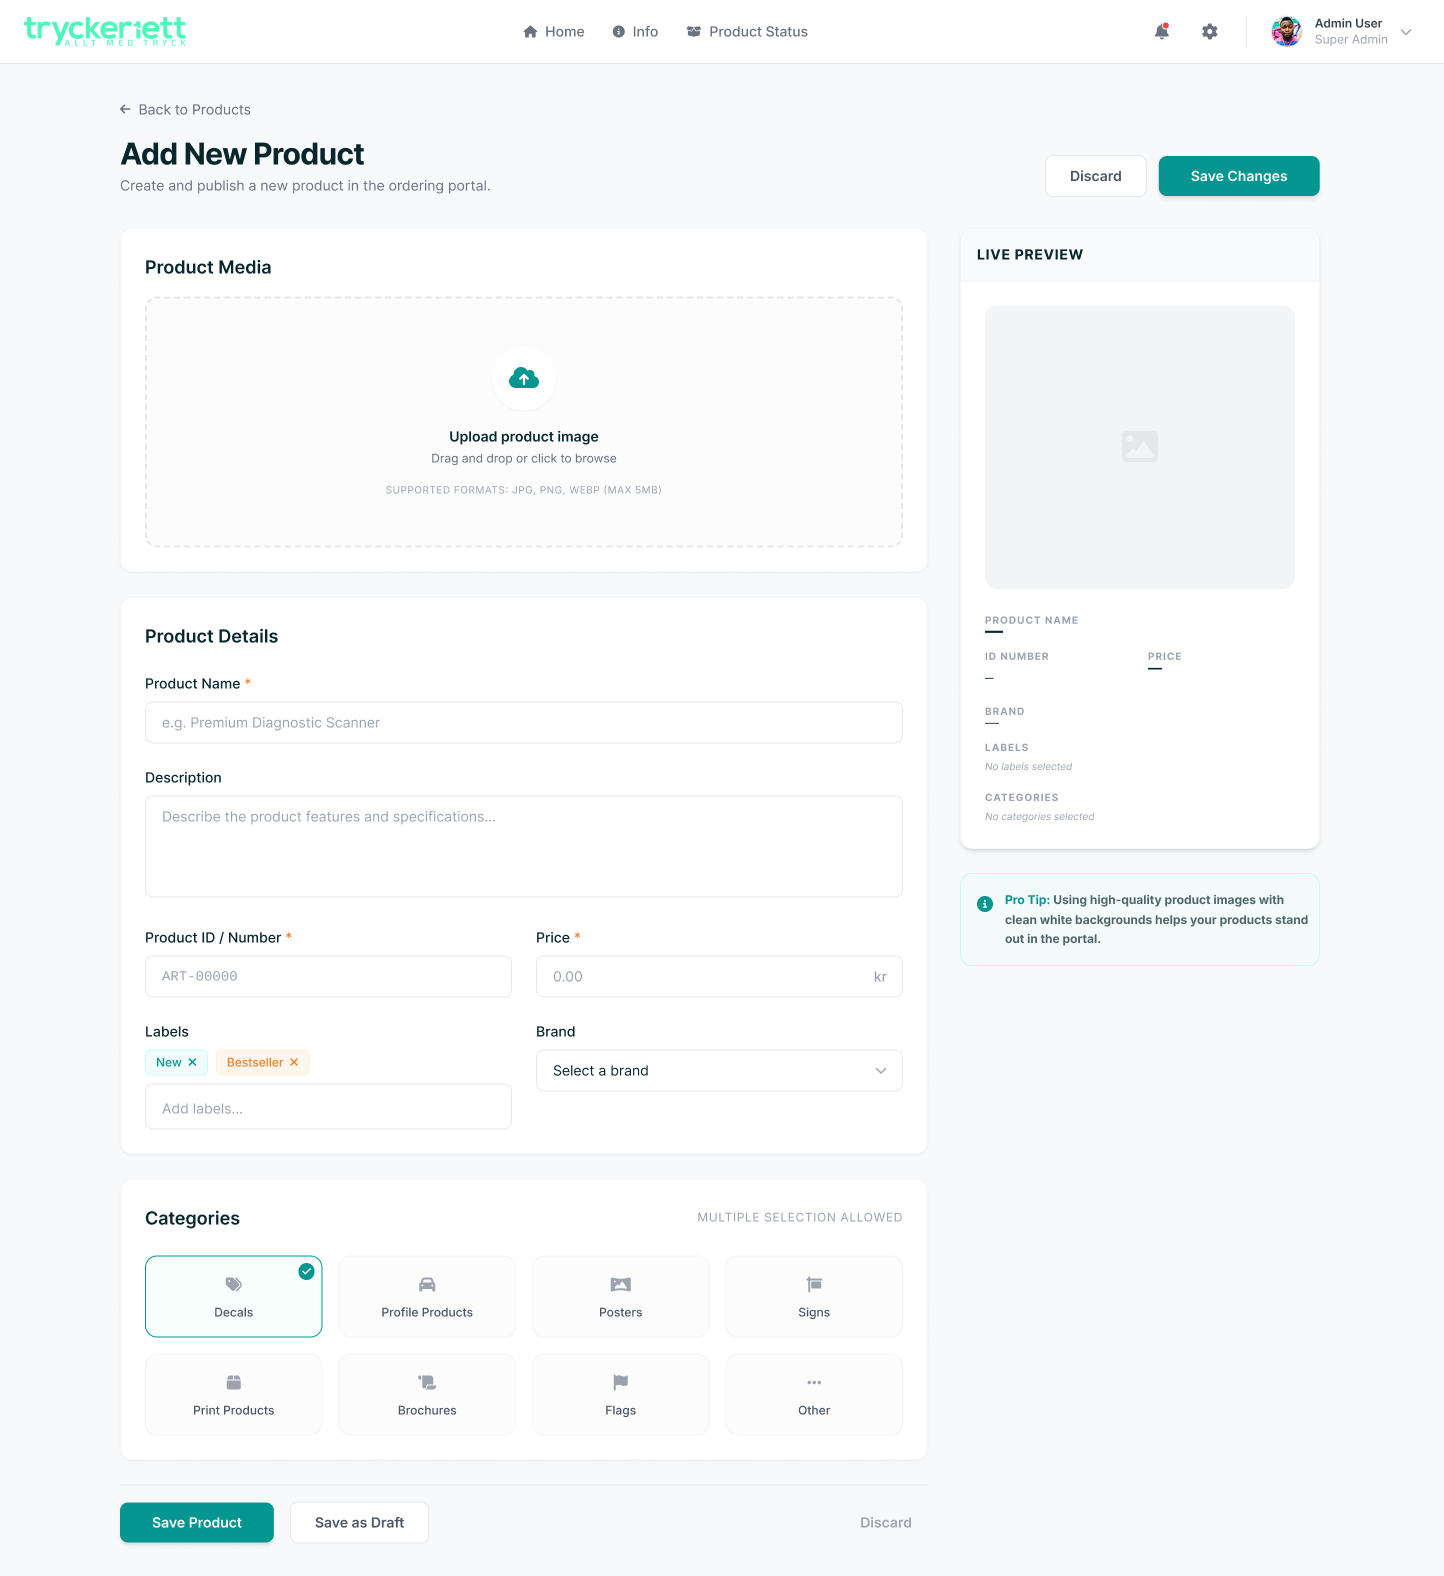 tryckeriett
ALLT MED TRYCK
Home
Info
Product Status
Admin User
Super Admin
Back to Products
Add New Product
Create and publish a new product in the ordering portal.
Discard
Save Changes
Product Media
Upload product image
Drag and drop or click to browse
SUPPORTED FORMATS: JPG, PNG, WEBP (MAX 5MB)
Product Details
Product Name *
e.g. Premium Diagnostic Scanner
Description
Describe the product features and specifications...
Product ID / Number *
Price *
ART-00000
0.00
kr
Labels
Brand
New ✕
Bestseller ✕
Select a brand
Add labels...
Categories
MULTIPLE SELECTION ALLOWED
Decals
Profile Products
Posters
Signs
Print Products
Brochures
Flags
Other
Save Product
Save as Draft
Discard
LIVE PREVIEW
PRODUCT NAME
—
ID NUMBER
PRICE
—
—
BRAND
—
LABELS
No labels selected
CATEGORIES
No categories selected
Pro Tip: Using high-quality product images with
clean white backgrounds helps your products stand
out in the portal.